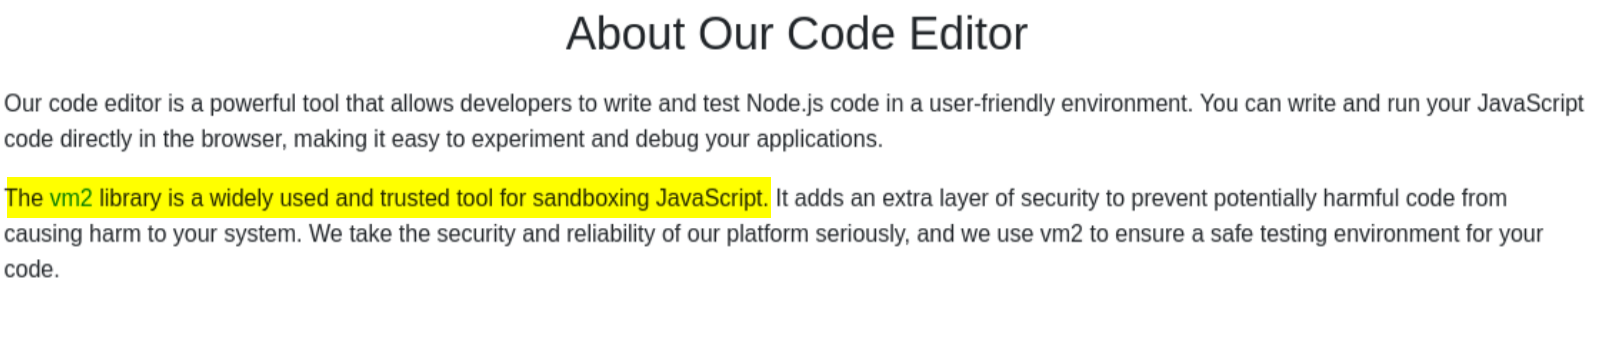 About Our Code Editor
Our code editor is a powerful tool that allows developers to write and test Node.js code in a user-friendly environment. You can write and run your JavaScript
code directly in the browser, making it easy to experiment and debug your applications.
The vm2 library is a widely used and trusted tool for sandboxing JavaScript. It adds an extra layer of security to prevent potentially harmful code from
causing harm to your system. We take the security and reliability of our platform seriously, and we use vm2 to ensure a safe testing environment for your
code.